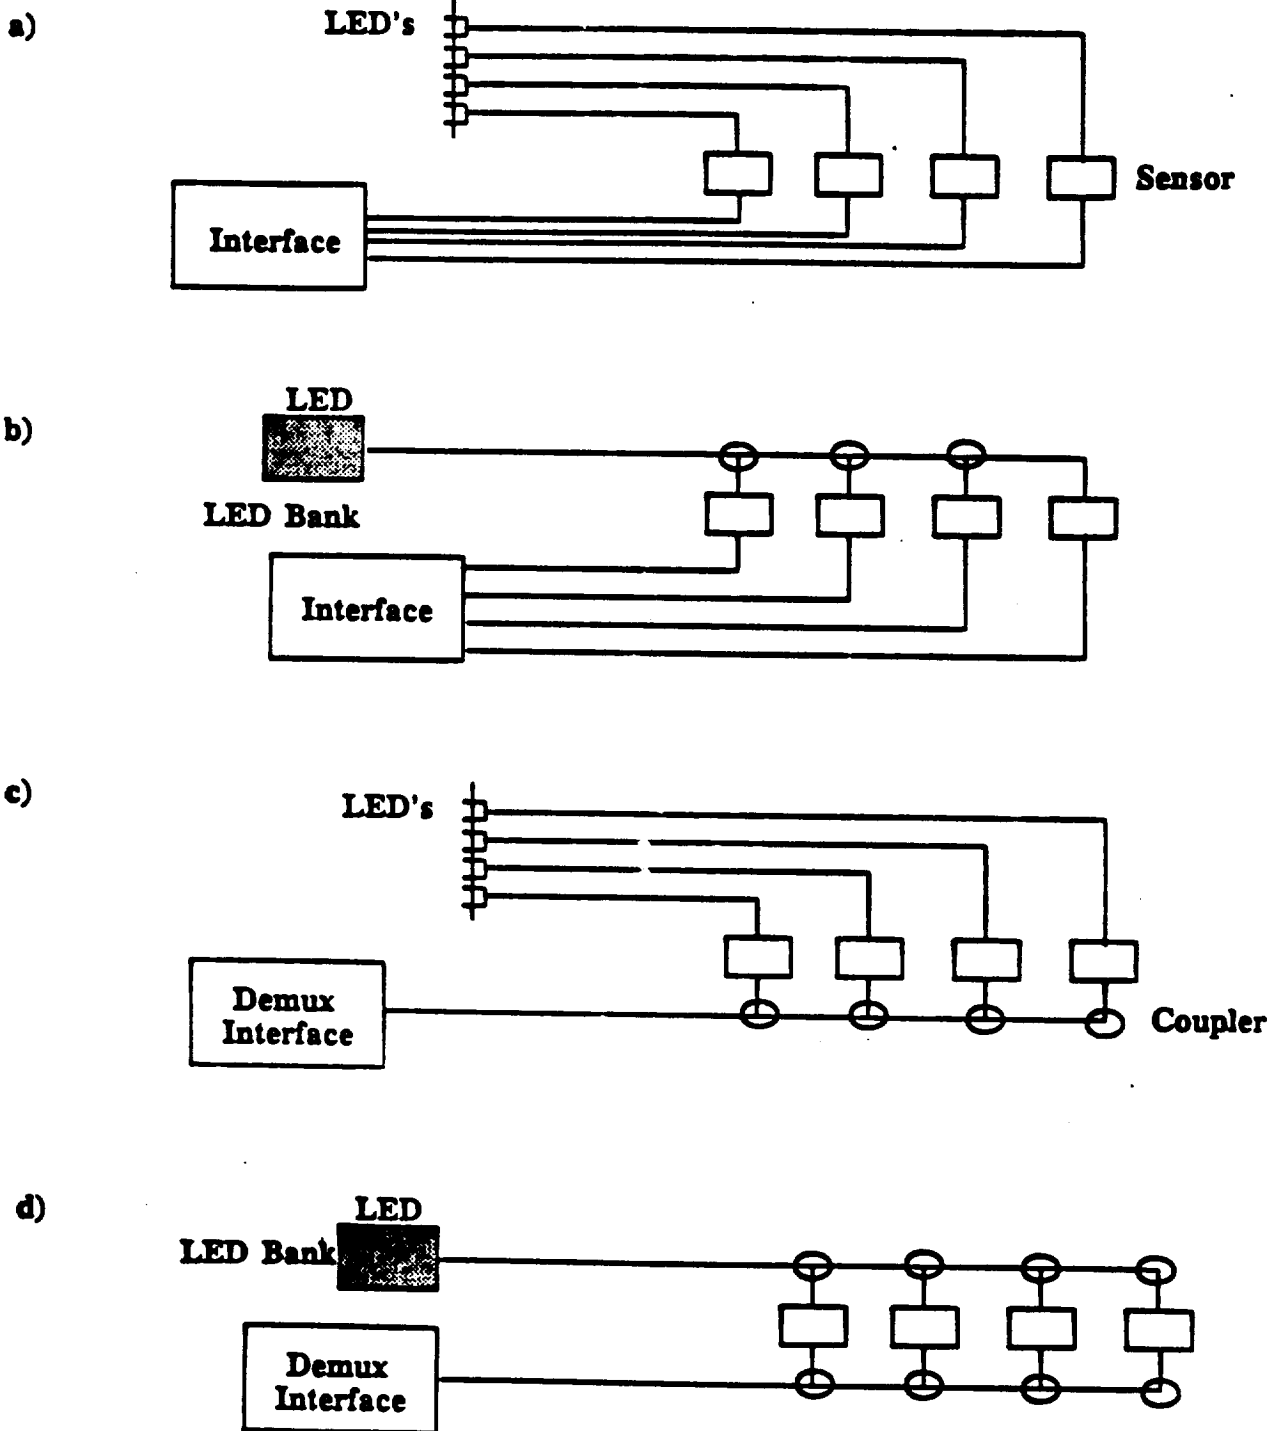 a)
LED's
Sensor
Interface
b)
LED
LED Bank
Interface
c)
LED's
Demux
Interface
Coupler
d)
LED
LED Bank
Demux
Interface